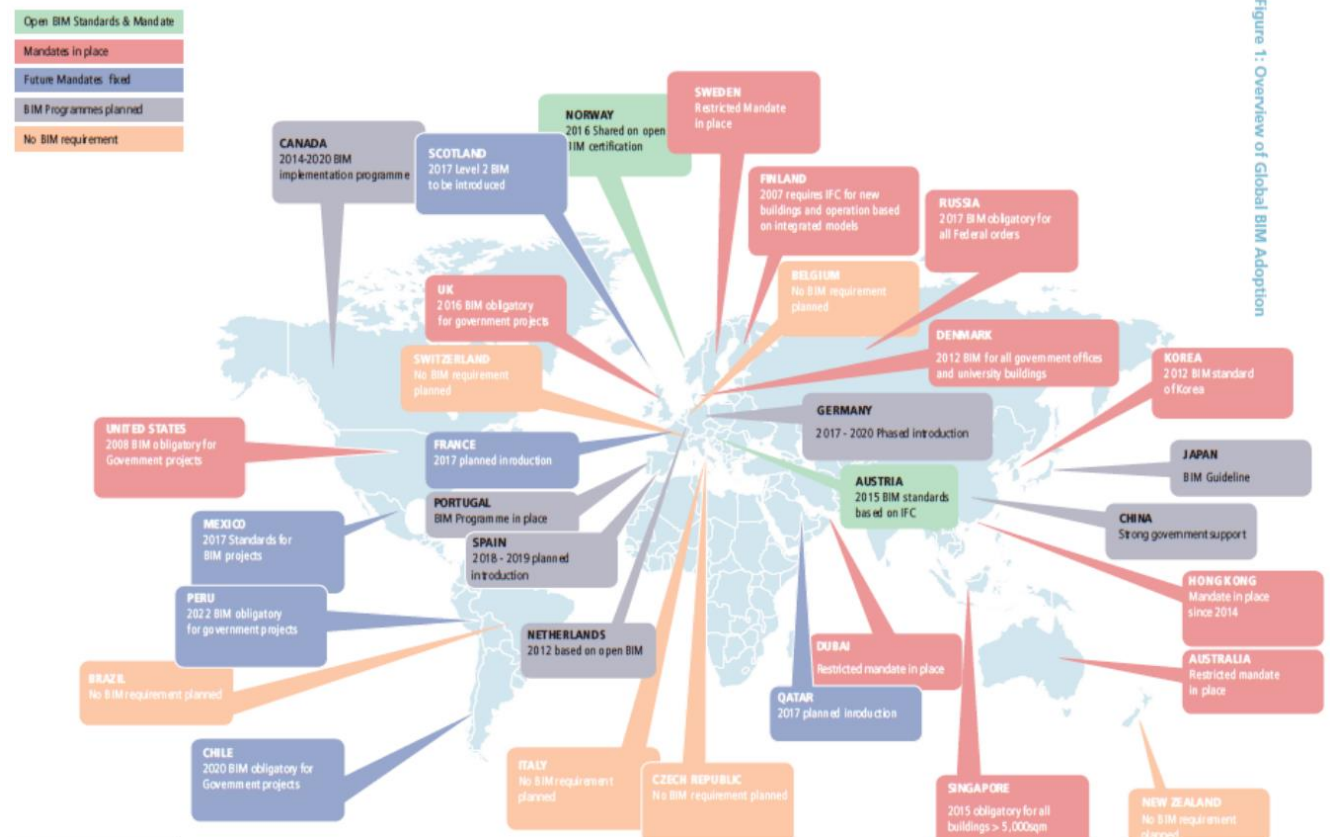 Open BIM Standards & Mandate
Mandates in place
Future Mandates fixed
BIM Programmes planned
No BIM requirement
Figure 1: Overview of Global BIM Adoption
CANADA
2014-2020 BIM
implementation programme
SCOTLAND
2017 Level 2 BIM
to be introduced
NORWAY
2016 Shared on open
BIM certification
SWEDEN
Restricted Mandate
in place
FINLAND
2007 requires IFC for new
buildings and operation based
on integrated models
RUSSIA
2017 BIM obligatory for
all Federal orders
BELGIUM
No BIM requirement
planned
UK
2016 BIM obligatory
for government projects
SWITZERLAND
No BIM requirement
planned
DENMARK
2012 BIM for all government offices
and university buildings
KOREA
2012 BIM standard
of Korea
GERMANY
2017 - 2020 Phased introduction
UNITED STATES
2008 BIM obligatory for
Government projects
FRANCE
2017 planned inroduction
JAPAN
BIM Guideline
AUSTRIA
2015 BIM standards
based on IFC
PORTUGAL
BIM Programme in place
MEXICO
2017 Standards for
BIM projects
SPAIN
2018 - 2019 planned
introduction
CHINA
Strong government support
HONG KONG
Mandate in place
since 2014
PERU
2022 BIM obligatory
for government projects
NETHERLANDS
2012 based on open BIM
DUBAI
Restricted mandate in place
AUSTRALIA
Restricted mandate
in place
BRAZIL
No BIM requirement planned
QATAR
2017 planned inroduction
CHILE
2020 BIM obligatory for
Government projects
ITALY
No BIM requirement
planned
CZECH REPUBLIC
No BIM requirement planned
SINGAPORE
2015 obligatory for all
buildings > 5,000sqm
NEW ZEALAND
No BIM requirement
planned